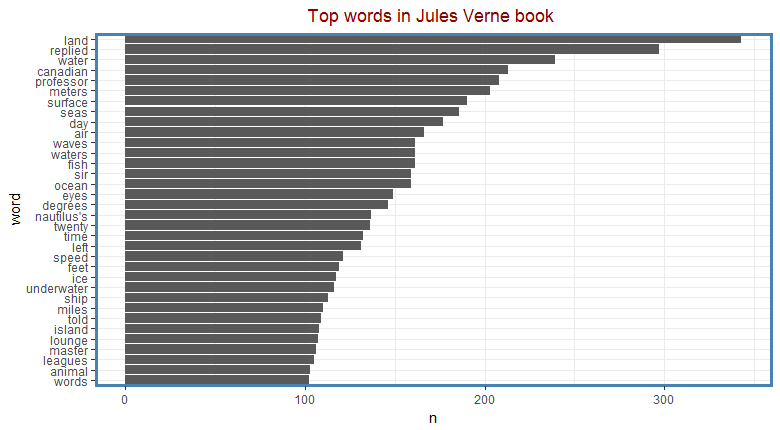 Top words in Jules Verne book
word
land
replied
water
canadian
professor
meters
surface
seas
day
air
waves
waters
fish
sir
ocean
eyes
degrees
nautilus's
twenty
time
left
speed
feet
ice
underwater
ship
miles
told
island
lounge
master
leagues
animal
words
0 100 200 300
n